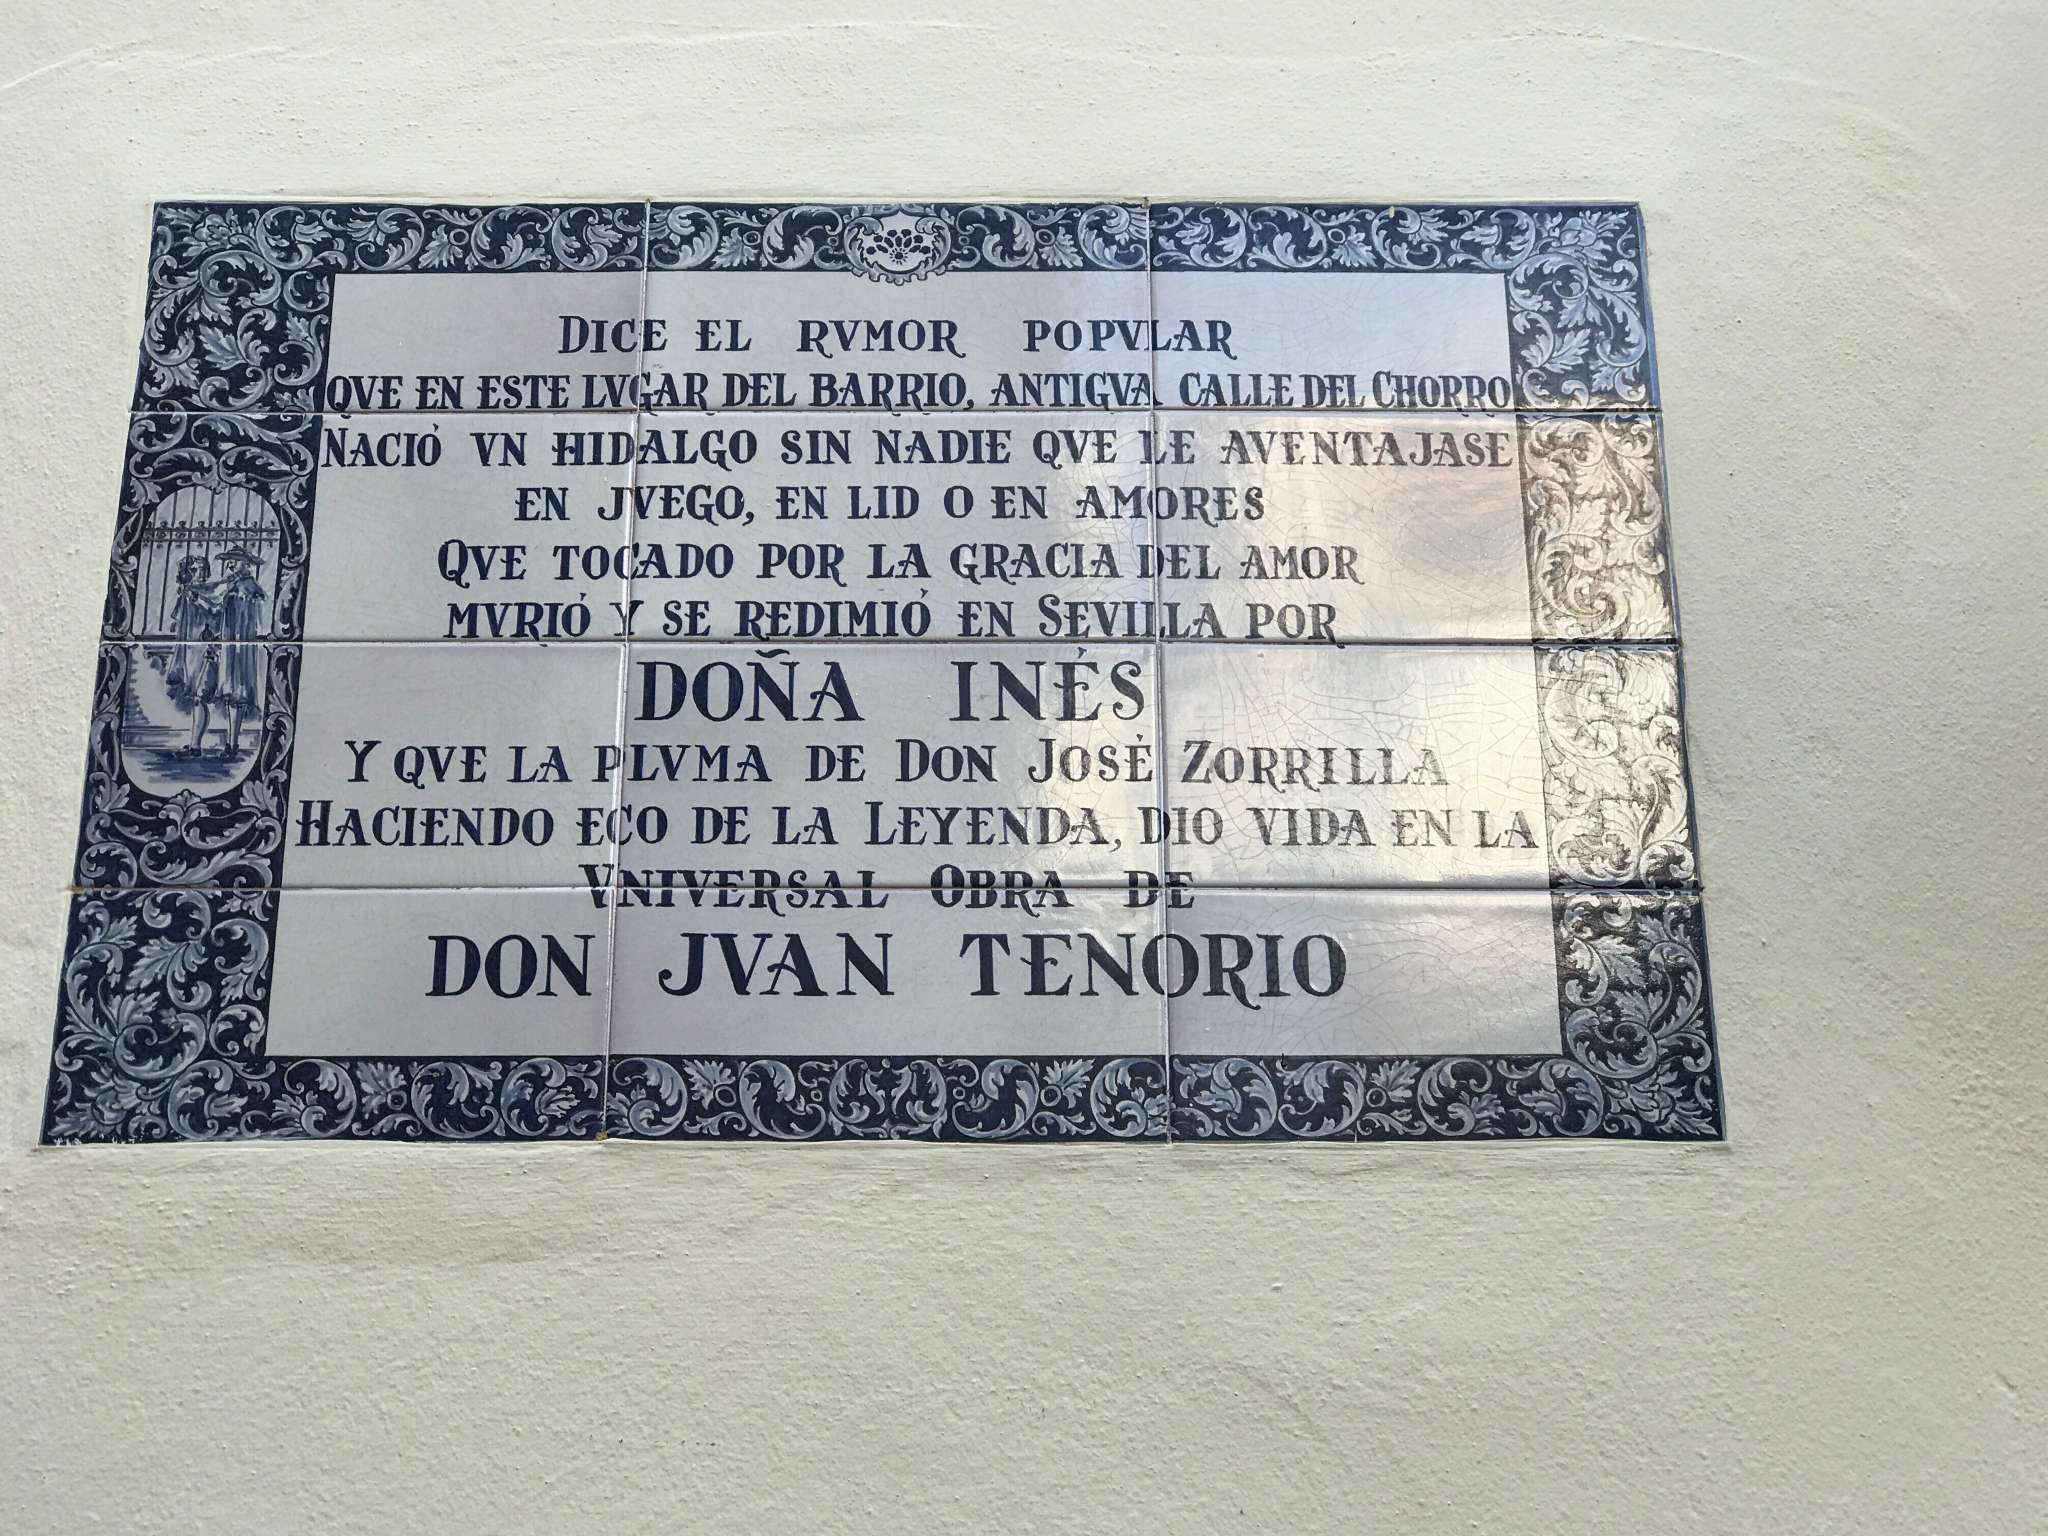 DICE EL RVMOR POPVLAR
QVE EN ESTE LVGAR DEL BARRIO, ANTIGVA CALLE DEL CHORRO
NACIÓ VN HIDALGO SIN NADIE QVE LE AVENTAJASE
EN JVEGO, EN LID O EN AMORES
QVE TOCADO POR LA GRACIA DEL AMOR
MVRIÓ Y SE REDIMIÓ EN SEVILLA POR
DOÑA INÉS
Y QVE LA PLVMA DE DON JOSÉ ZORRILLA
HACIENDO ECO DE LA LEYENDA, DIO VIDA EN LA
VNIVERSAL OBRA DE
DON JVAN TENORIO